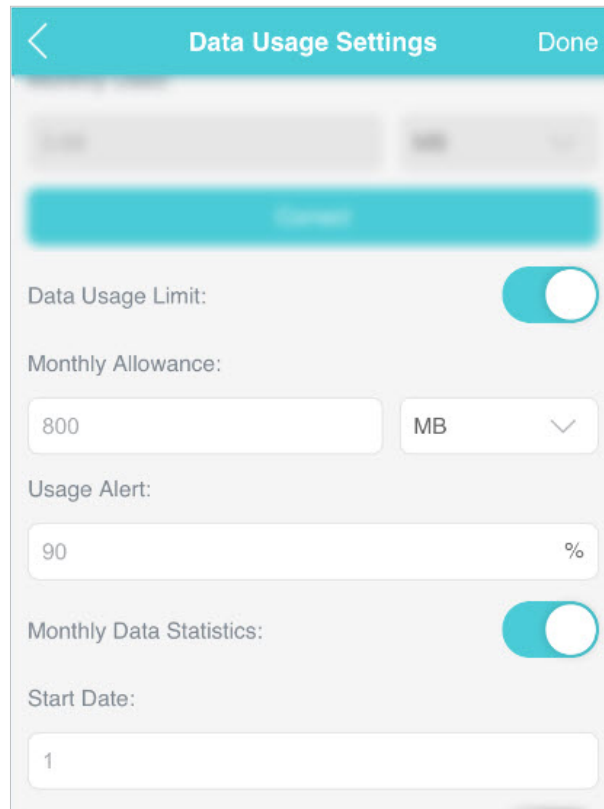 Data Usage Settings Done
Data Usage Limit:
Monthly Allowance:
800 MB
Usage Alert:
90 %
Monthly Data Statistics:
Start Date:
1